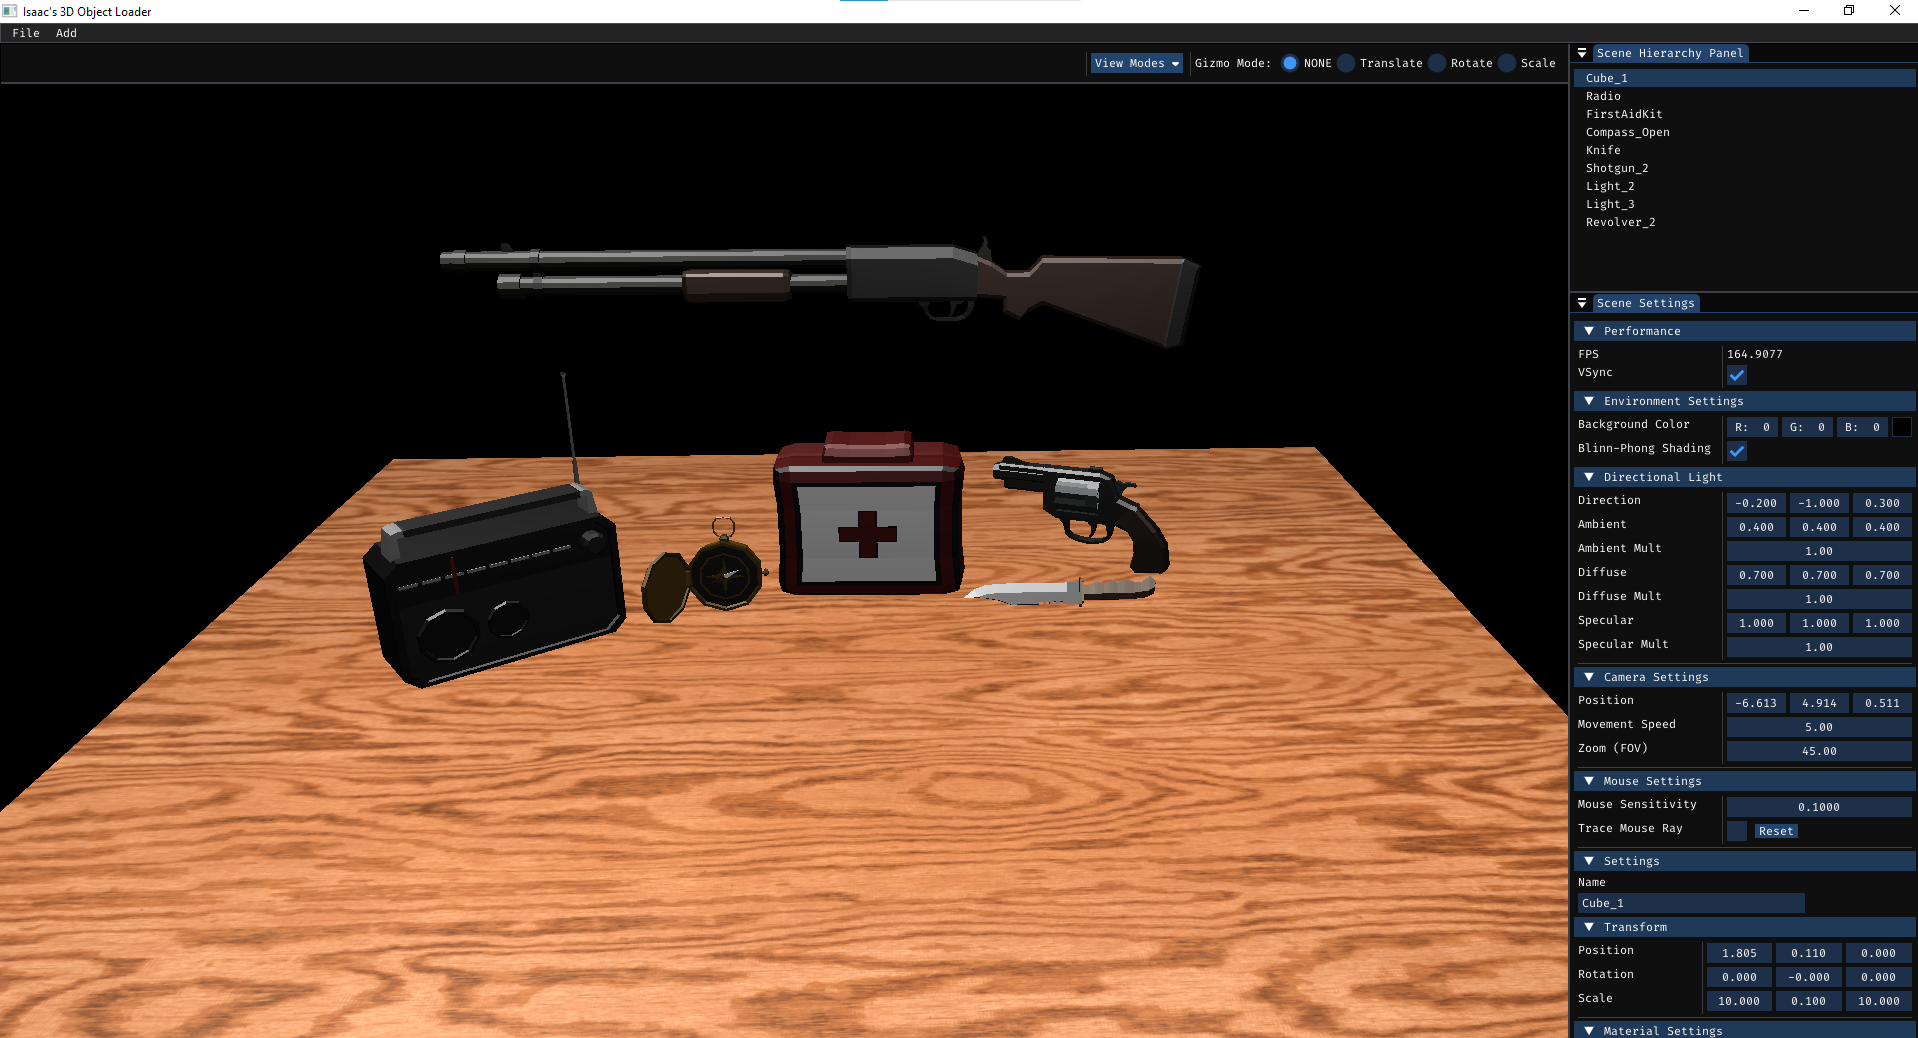 Isaac's 3D Object Loader
File Add
View Modes Gizmo Mode: NONE Translate Rotate Scale
Scene Hierarchy Panel
Cube_1
Radio
FirstAidKit
Compass_Open
Knife
Shotgun_2
Light_2
Light_3
Revolver_2
Scene Settings
Performance
FPS 164.9077
VSync
Environment Settings
Background Color R: 0 G: 0 B: 0
Blinn-Phong Shading
Directional Light
Direction -0.200 -1.000 0.300
Ambient 0.400 0.400 0.400
Ambient Mult 1.00
Diffuse 0.700 0.700 0.700
Diffuse Mult 1.00
Specular 1.000 1.000 1.000
Specular Mult 1.00
Camera Settings
Position -6.613 4.914 0.511
Movement Speed 5.00
Zoom (FOV) 45.00
Mouse Settings
Mouse Sensitivity 0.1000
Trace Mouse Ray Reset
Settings
Name
Cube_1
Transform
Position 1.805 0.110 0.000
Rotation 0.000 -0.000 0.000
Scale 10.000 0.100 10.000
Material Settings